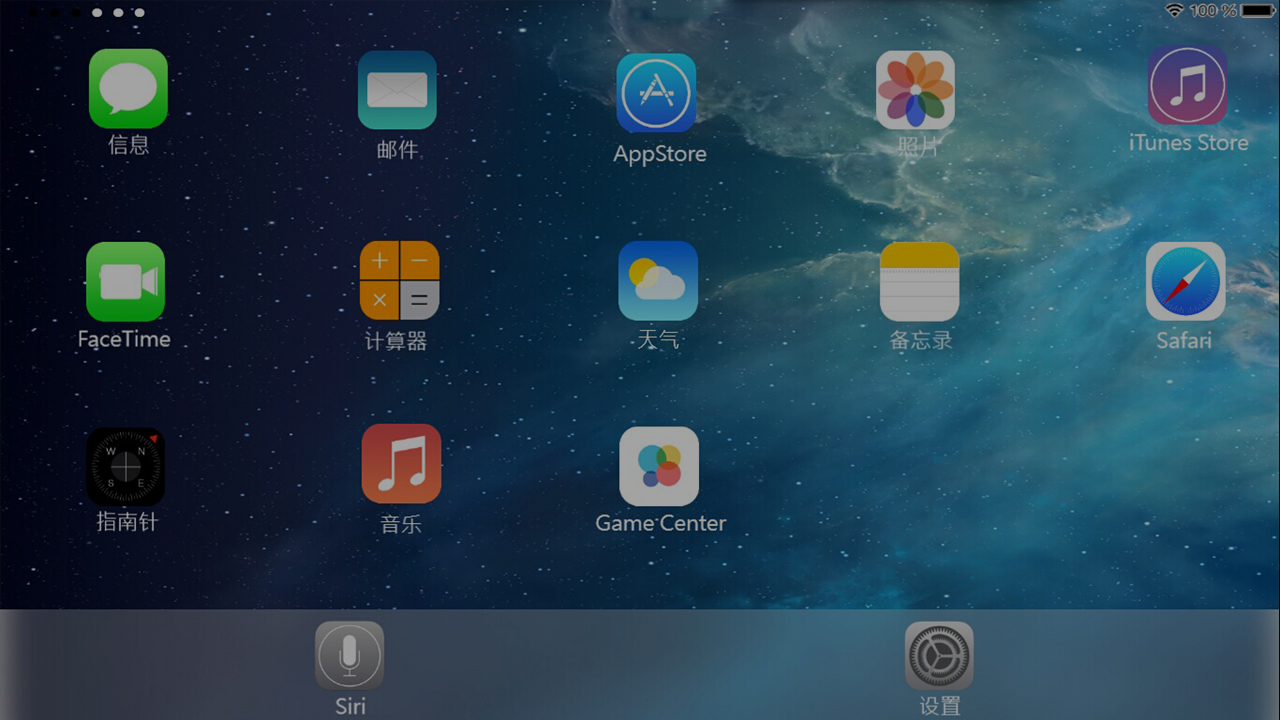 100 %
信息
邮件
AppStore
照片
iTunes Store
FaceTime
计算器
天气
备忘录
Safari
W N
S E
指南针
音乐
Game Center
Siri
设置